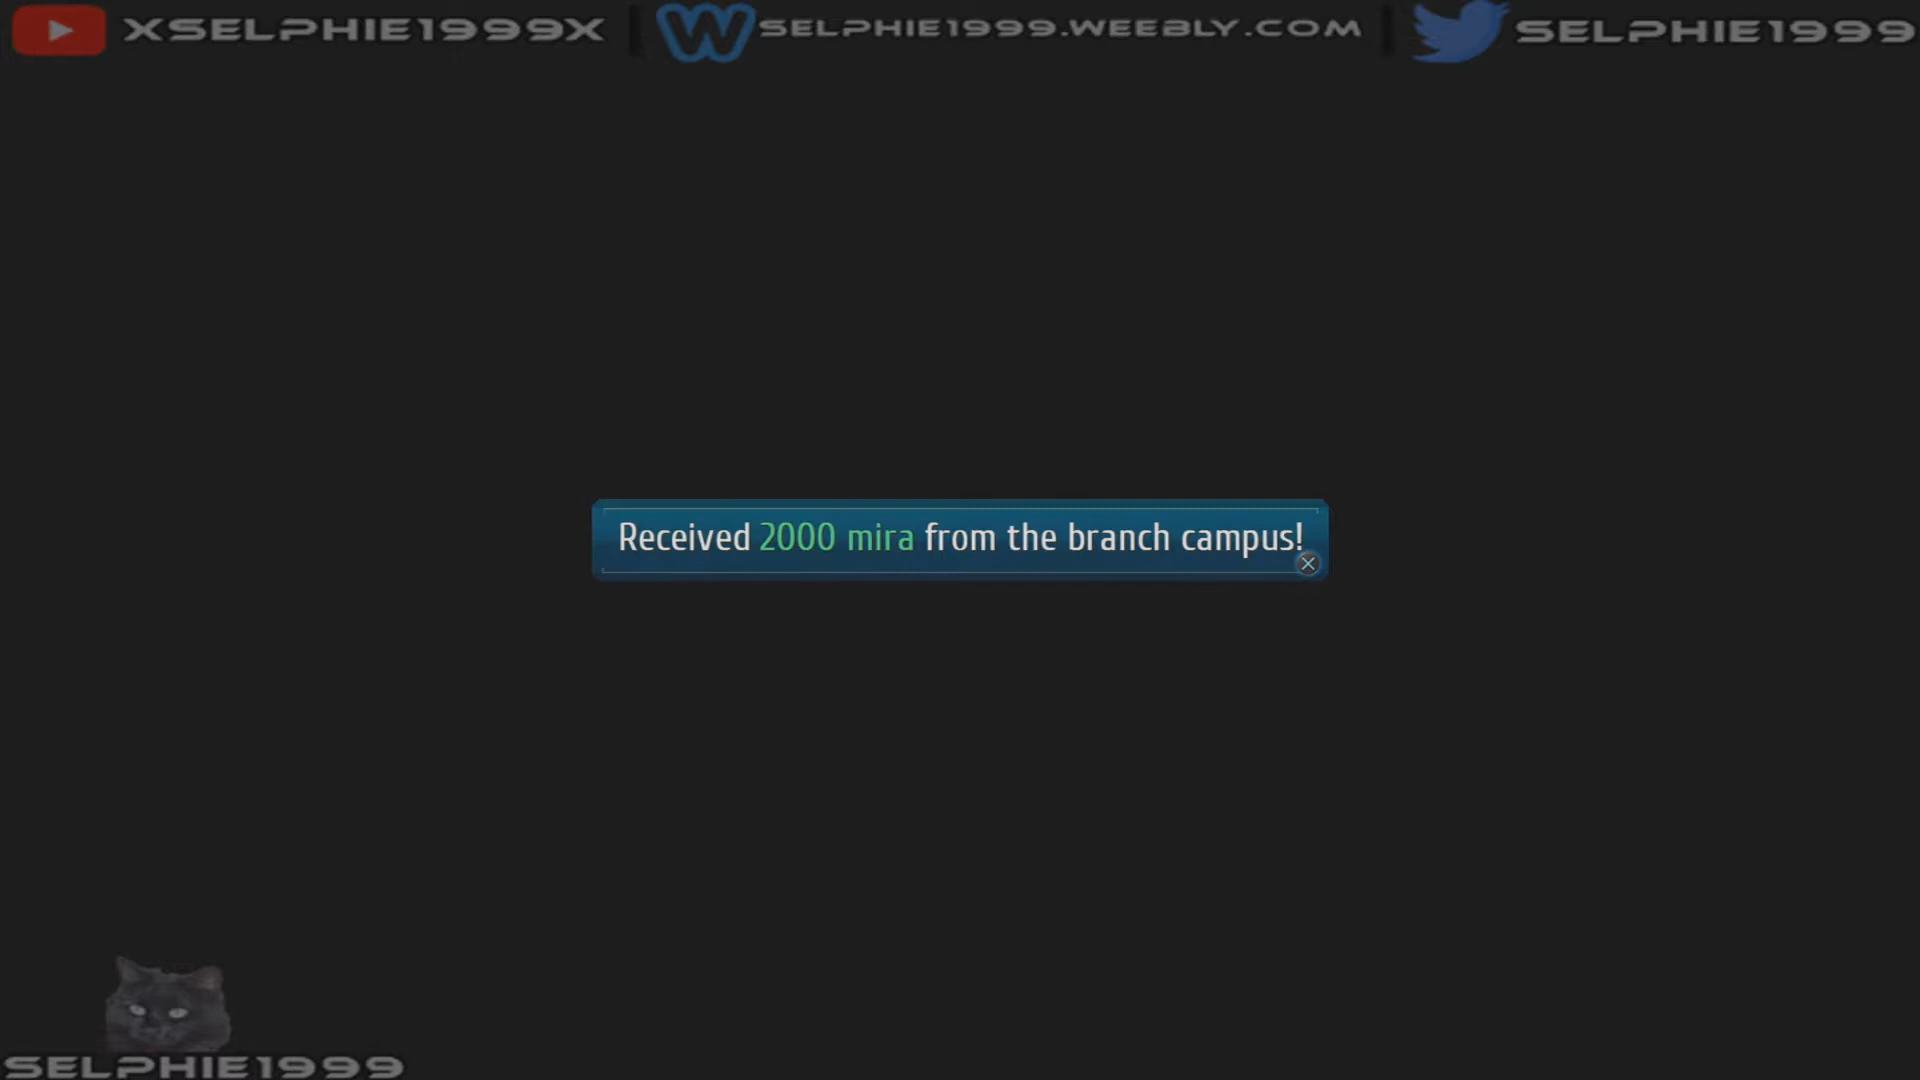 XSELPHIE1999X | SELPHIE1999.WEEBLY.COM | SELPHIE1999
Received 2000 mira from the branch campus!
SELPHIE1999